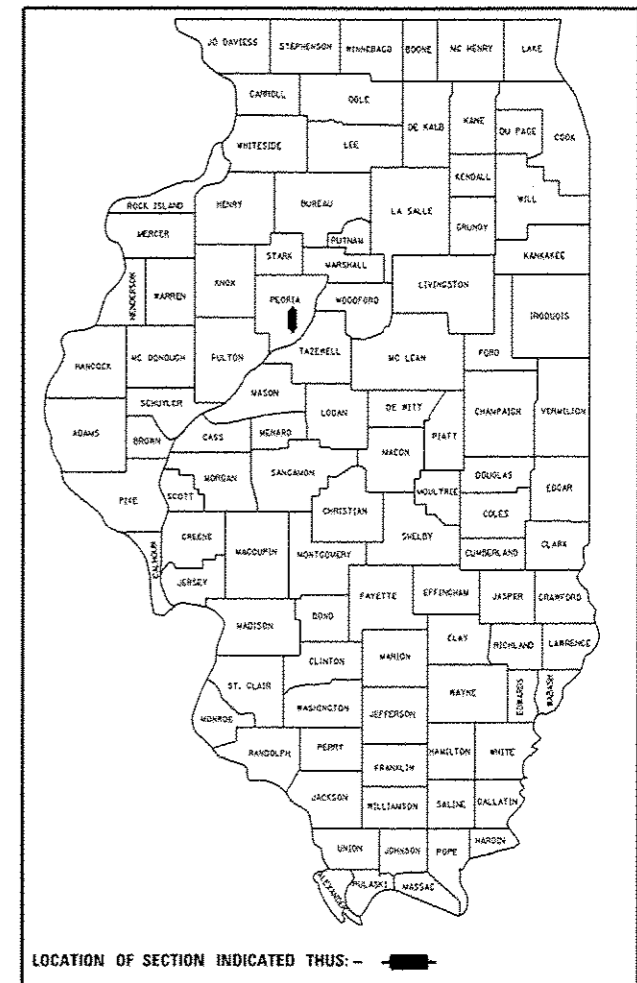 JO DAVIESS STEPHENSON WINNEBAGO BOONE MC HENRY LAKE
CARROLL OGLE DE KALB KANE DU PAGE COOK
WHITESIDE LEE
KENDALL WILL
ROCK ISLAND HENRY BUREAU LA SALLE GRUNDY
MERCER STARK PUTNAM KANKAKEE
MARSHALL
HENDERSON WARREN KNOX PEORIA WOODFORD LIVINGSTON IROQUOIS
HANCOCK MC DONOUGH FULTON TAZEWELL MC LEAN FORD
SCHUYLER MASON
ADAMS BROWN CASS MENARD LOGAN DE WITT PIATT CHAMPAIGN VERMILION
MACON
PIKE SCOTT MORGAN SANGAMON MOULTRIE DOUGLAS EDGAR
CHRISTIAN COLES
CALHOUN GREENE MACOUPIN MONTGOMERY SHELBY CUMBERLAND CLARK
JERSEY FAYETTE EFFINGHAM JASPER CRAWFORD
MADISON BOND CLAY RICHLAND LAWRENCE
CLINTON MARION
ST. CLAIR WAYNE EDWARDS WABASH
MONROE WASHINGTON JEFFERSON
RANDOLPH PERRY HAMILTON WHITE
FRANKLIN
JACKSON WILLIAMSON SALINE GALLATIN
UNION JOHNSON POPE HARDIN
ALEXANDER PULASKI MASSAC
LOCATION OF SECTION INDICATED THUS: -